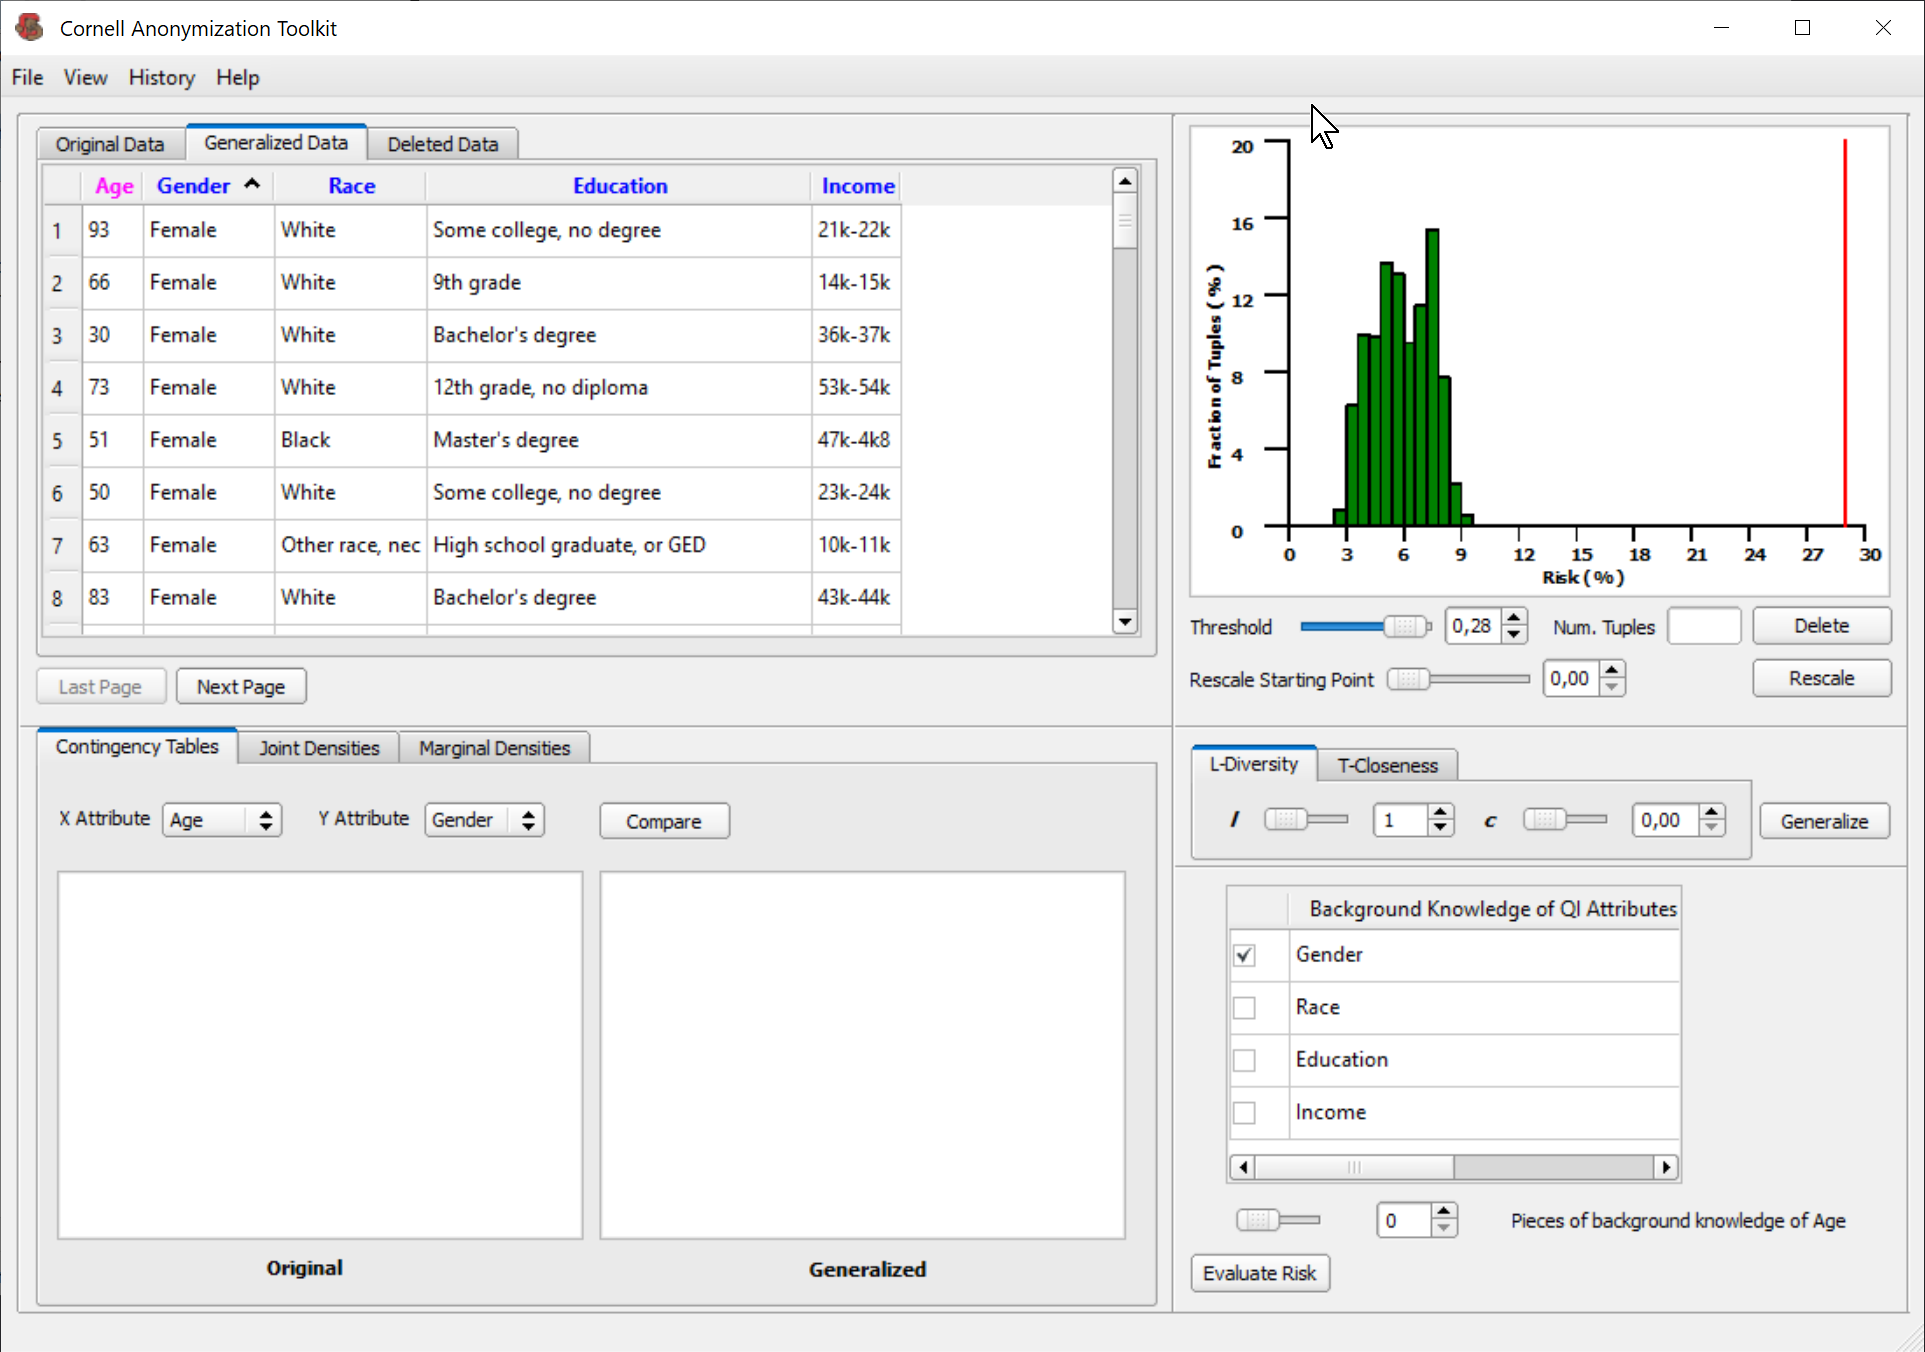 Cornell Anonymization Toolkit
File View History Help
Original Data Generalized Data Deleted Data
Age Gender Race Education Income
1 93 Female White Some college, no degree 21k-22k
2 66 Female White 9th grade 14k-15k
3 30 Female White Bachelor's degree 36k-37k
4 73 Female White 12th grade, no diploma 53k-54k
5 51 Female Black Master's degree 47k-4k8
6 50 Female White Some college, no degree 23k-24k
7 63 Female Other race, nec High school graduate, or GED 10k-11k
8 83 Female White Bachelor's degree 43k-44k
Last Page Next Page
Fraction of Tuples ( % )
20
16
12
8
4
0
0 3 6 9 12 15 18 21 24 27 30
Risk ( % )
Threshold 0,28 Num. Tuples Delete
Rescale Starting Point 0,00 Rescale
Contingency Tables Joint Densities Marginal Densities
X Attribute Age Y Attribute Gender Compare
Original Generalized
L-Diversity T-Closeness
l 1 c 0,00 Generalize
Background Knowledge of QI Attributes
Gender
Race
Education
Income
0 Pieces of background knowledge of Age
Evaluate Risk